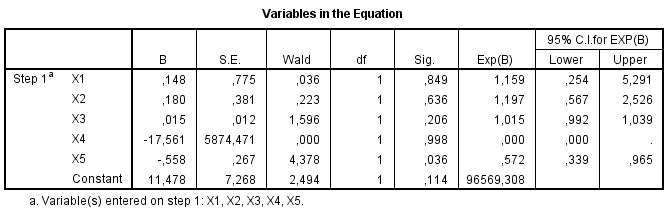 Variables in the Equation
95% C.I.for EXP(B)
B S.E. Wald df Sig. Exp(B) Lower Upper
Step 1a X1 ,148 ,775 ,036 1 ,849 1,159 ,254 5,291
X2 ,180 ,381 ,223 1 ,636 1,197 ,567 2,526
X3 ,015 ,012 1,596 1 ,206 1,015 ,992 1,039
X4 -17,561 5874,471 ,000 1 ,998 ,000 ,000 .
X5 -,558 ,267 4,378 1 ,036 ,572 ,339 ,965
Constant 11,478 7,268 2,494 1 ,114 96569,308
a. Variable(s) entered on step 1: X1, X2, X3, X4, X5.